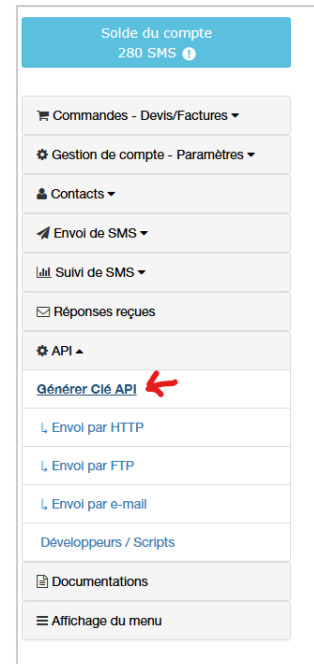 Solde du compte
280 SMS
Commandes - Devis/Factures
Gestion de compte - Paramètres
Contacts
Envoi de SMS
Suivi de SMS
Réponses reçues
API
Générer Clé API
Envoi par HTTP
Envoi par FTP
Envoi par e-mail
Développeurs / Scripts
Documentations
Affichage du menu